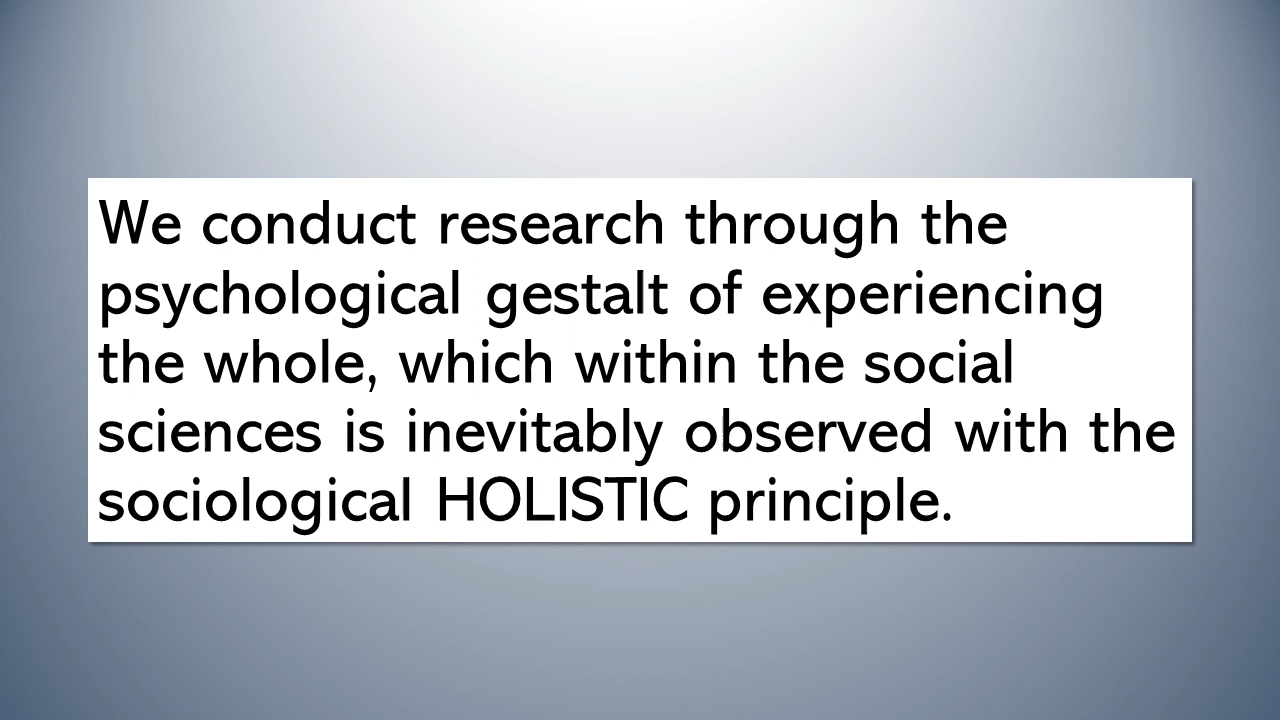 We conduct research through the
psychological gestalt of experiencing
the whole, which within the social
sciences is inevitably observed with the
sociological HOLISTIC principle.